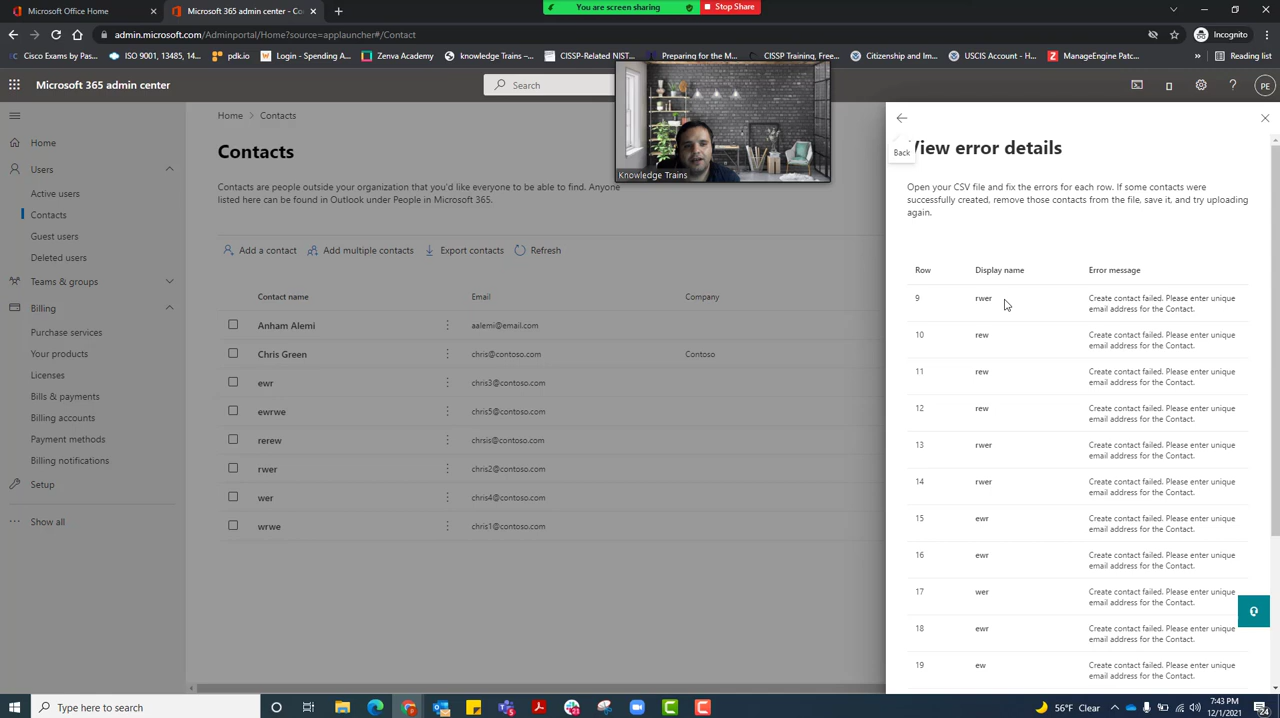 Microsoft Office Home
Microsoft 365 admin center - Co
You are screen sharing
Stop Share
admin.microsoft.com/Adminportal/Home?source=applauncher#/Contact
Incognito
ISO 9001, 13485, 14
pdc.io
Login - Spending A
Zenity
knowledge Trains
CISSP-Related NIST
Preparing for the M
CISSP Training, Free
Citizenship and Im
USCIS Account - H
ManageEngine Patc
Reading list
365 admin center
Search
PE
Knowledge Trains
Home
Users
Active users
Contacts
Guest users
Deleted users
Teams & groups
Billing
Purchase services
Your products
Licenses
Bills & payments
Billing accounts
Payment methods
Billing notifications
Setup
Show all
Home > Contacts
Contacts
Contacts are people outside your organization that you'd like everyone to be able to find. Anyone
listed here can be found in Outlook under People in Microsoft 365.
Add a contact
Add multiple contacts
Export contacts
Refresh
Contact name Email Company
Anham Alemi aalemi@email.com
Chris Green chris@contoso.com Contoso
ewr chris3@contoso.com
ewrwe chris5@contoso.com
rerew chrsis@contoso.com
rwer chris2@contoso.com
wer chris4@contoso.com
wrwe chris1@contoso.com
Back
View error details
Open your CSV file and fix the errors for each row. If some contacts were
successfully created, remove those contacts from the file, save it, and try uploading
again.
Row Display name Error message
9 rwer Create contact failed. Please enter unique
email address for the Contact.
10 rew Create contact failed. Please enter unique
email address for the Contact.
11 rew Create contact failed. Please enter unique
email address for the Contact.
12 rew Create contact failed. Please enter unique
email address for the Contact.
13 rwer Create contact failed. Please enter unique
email address for the Contact.
14 rwer Create contact failed. Please enter unique
email address for the Contact.
15 ewr Create contact failed. Please enter unique
email address for the Contact.
16 ewr Create contact failed. Please enter unique
email address for the Contact.
17 wer Create contact failed. Please enter unique
email address for the Contact.
18 ewr Create contact failed. Please enter unique
email address for the Contact.
19 ew Create contact failed. Please enter unique
email address for the Contact.
Type here to search
56°F Clear
7:43 PM
12/1/2021
24